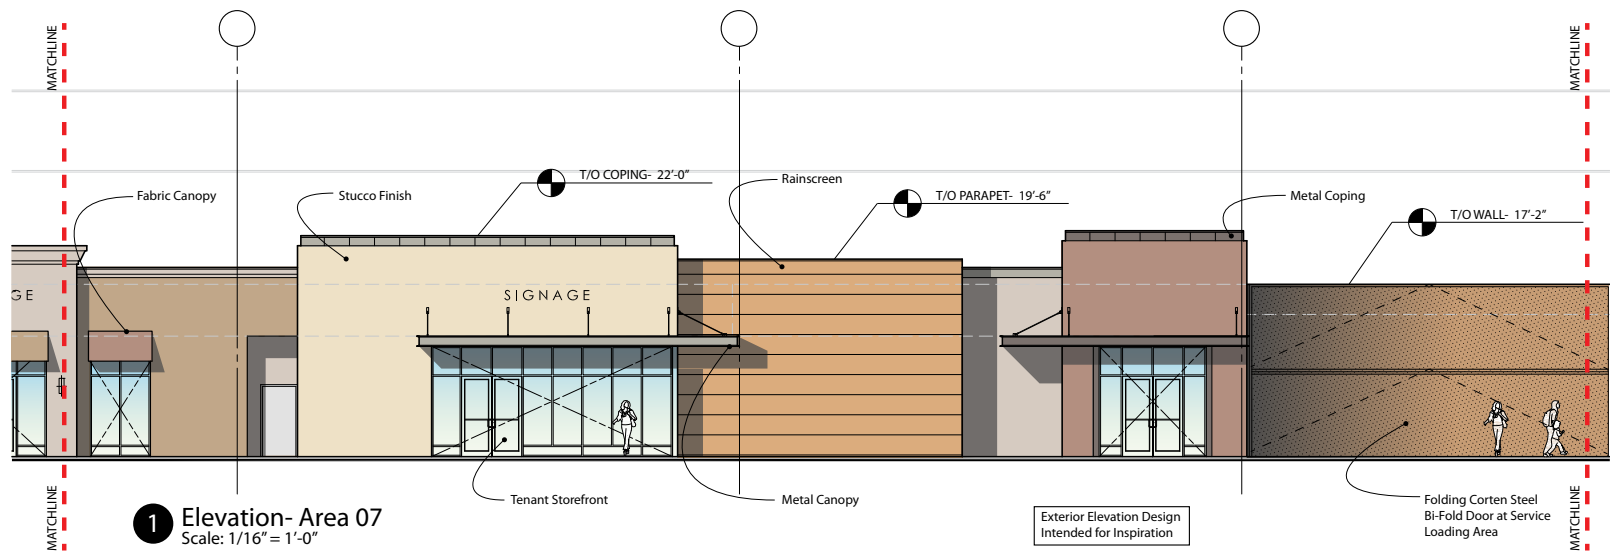 MATCHLINE
MATCHLINE
T/O COPING- 22'-0"
Rainscreen
Fabric Canopy
Stucco Finish
T/O PARAPET- 19'-6"
Metal Coping
T/O WALL- 17'-2"
GE
SIGNAGE
Tenant Storefront
Metal Canopy
Folding Corten Steel
Bi-Fold Door at Service
Loading Area
MATCHLINE
1 Elevation- Area 07
Scale: 1/16" = 1'-0"
Exterior Elevation Design
Intended for Inspiration
MATCHLINE